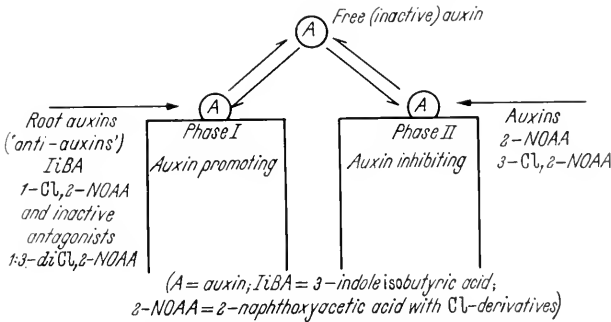 A
Free (inactive) auxin
A
A
Root auxins
('anti-auxins')
IiBA
1-Cl,2-NOAA
and inactive
antagonists
1:3-diCl,2-NOAA
Phase I
Auxin promoting
Phase II
Auxin inhibiting
Auxins
2-NOAA
3-Cl,2-NOAA
(A = auxin; IiBA = 3-indole isobutyric acid;
2-NOAA = 2-naphthoxyacetic acid with Cl-derivatives)